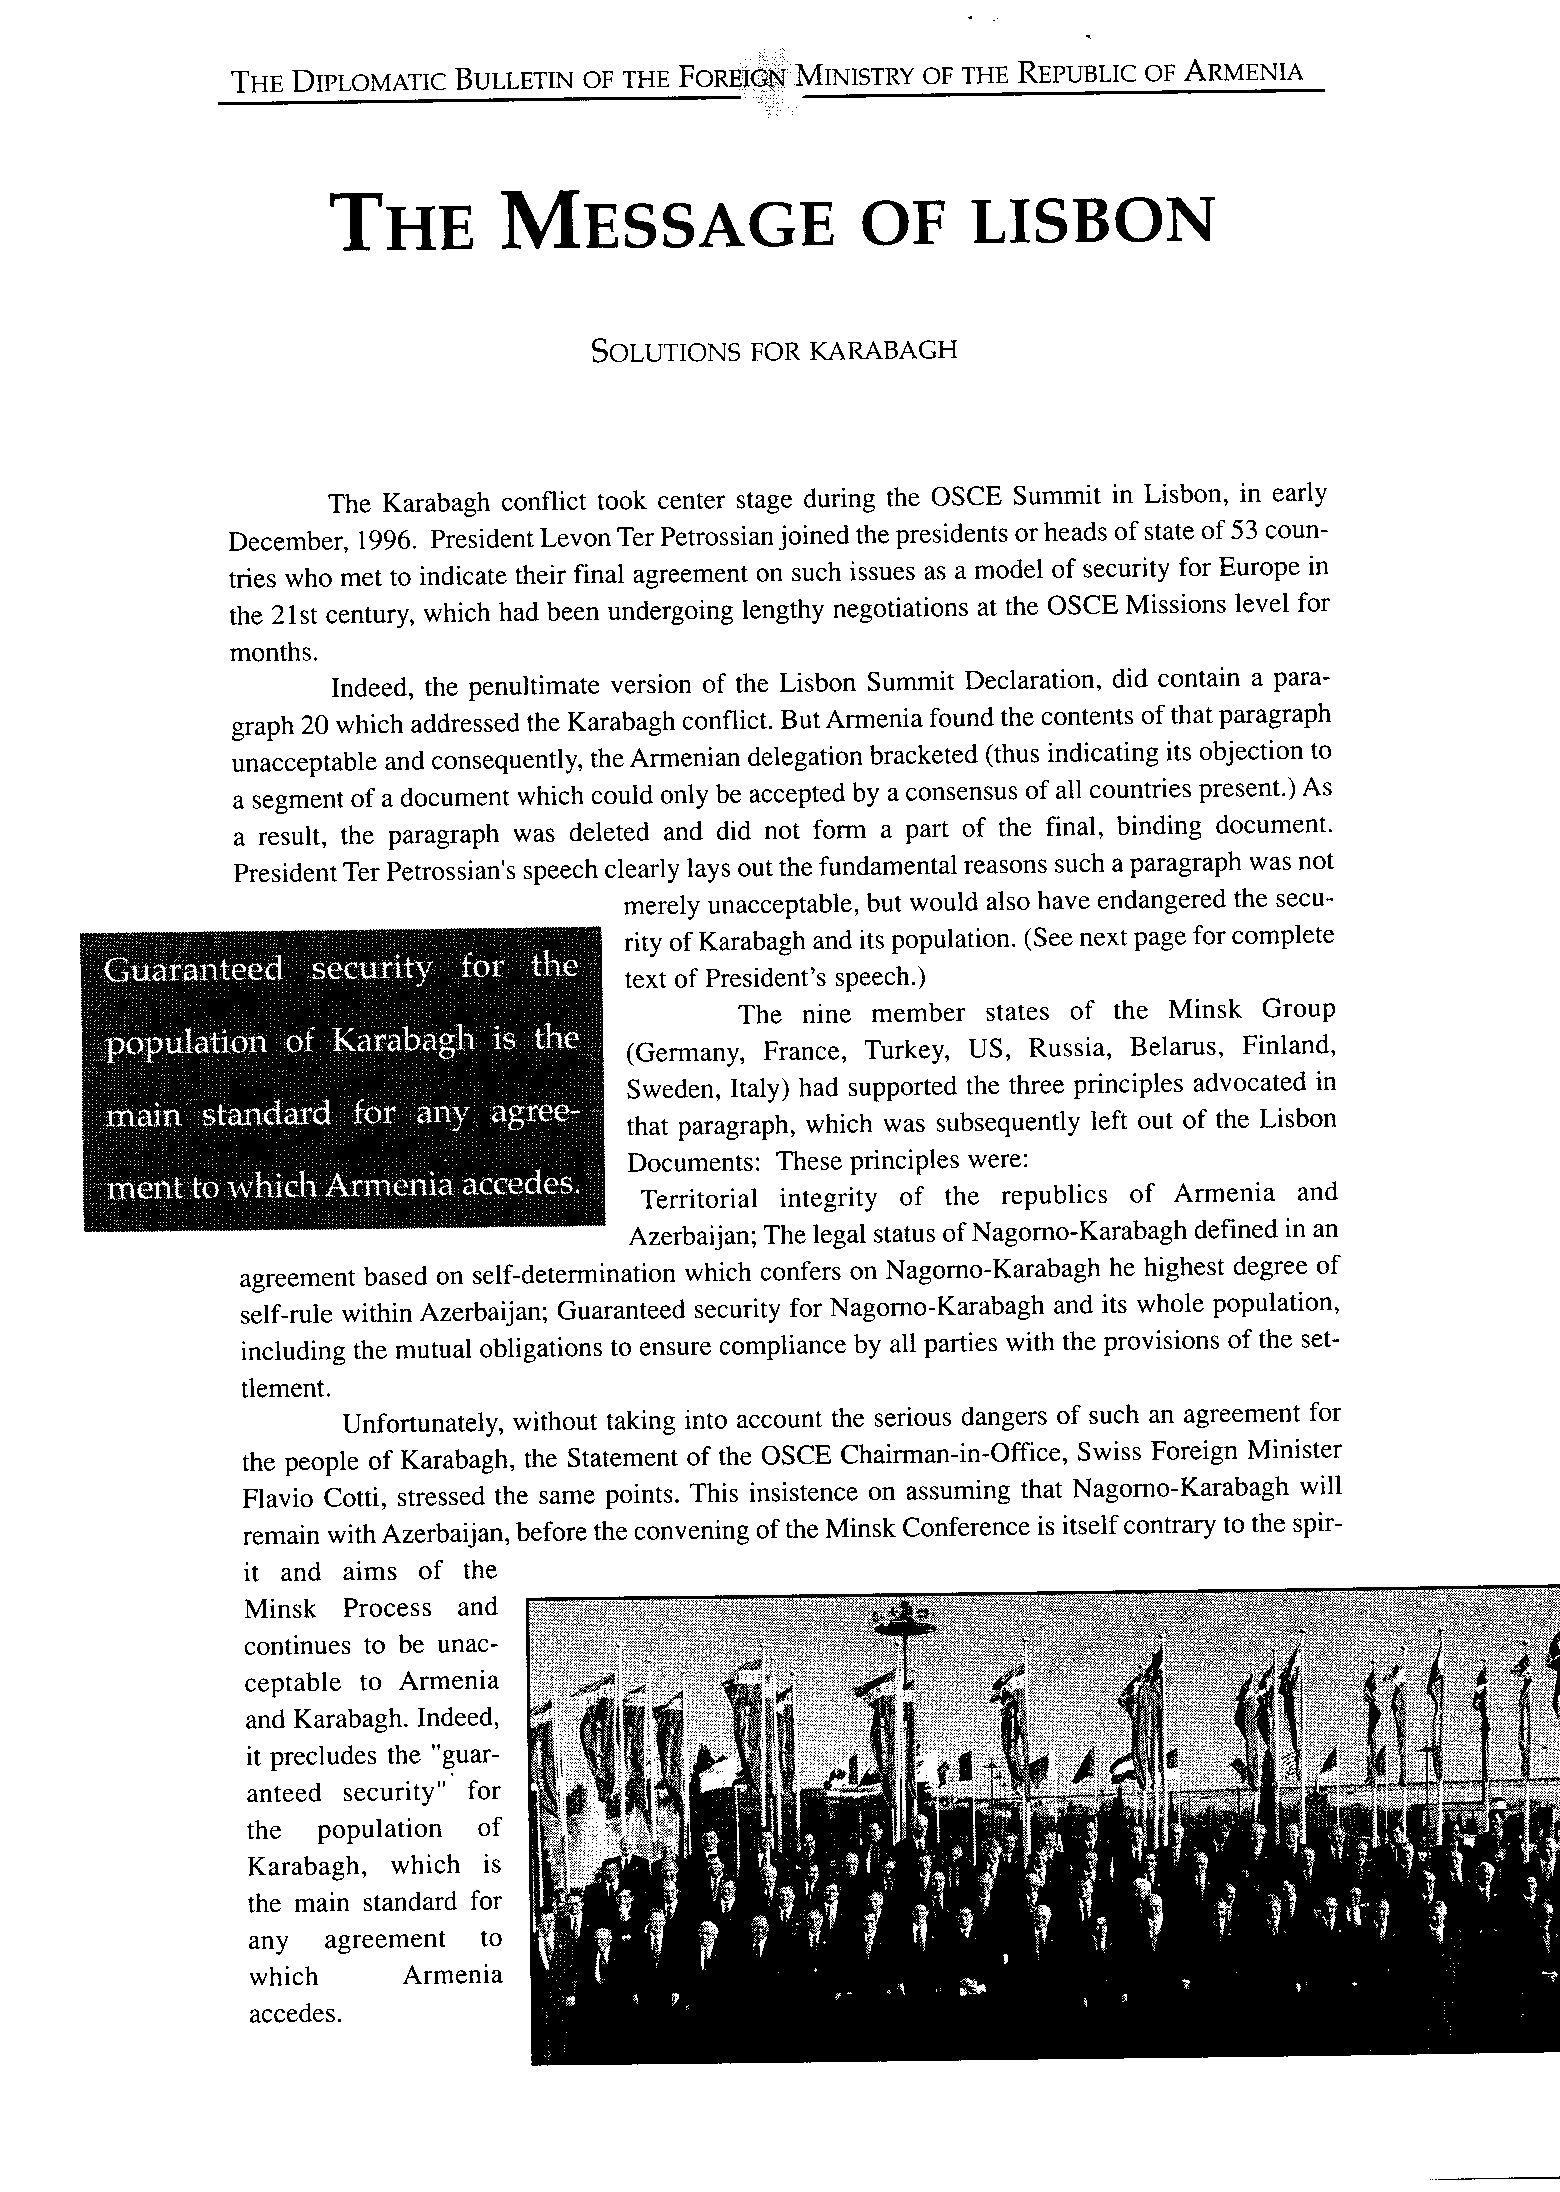 THE DIPLOMATIC BULLETIN OF THE FOREIGN MINISTRY OF THE REPUBLIC OF ARMENIA
THE MESSAGE OF LISBON
SOLUTIONS FOR KARABAGH
The Karabagh conflict took center stage during the OSCE Summit in Lisbon, in early
December, 1996. President Levon Ter Petrossian joined the presidents or heads of state of 53 coun-
tries who met to indicate their final agreement on such issues as a model of security for Europe in
the 21st century, which had been undergoing lengthy negotiations at the OSCE Missions level for
months.
Indeed, the penultimate version of the Lisbon Summit Declaration, did contain a para-
graph 20 which addressed the Karabagh conflict. But Armenia found the contents of that paragraph
unacceptable and consequently, the Armenian delegation bracketed (thus indicating its objection to
a segment of a document which could only be accepted by a consensus of all countries present.) As
a result, the paragraph was deleted and did not form a part of the final, binding document.
President Ter Petrossian's speech clearly lays out the fundamental reasons such a paragraph was not
merely unacceptable, but would also have endangered the secu-
rity of Karabagh and its population. (See next page for complete
text of President's speech.)
Guaranteed security for the
population of Karabagh is the
main standard for any agree-
ment to which Armenia accedes.
The nine member states of the Minsk Group
(Germany, France, Turkey, US, Russia, Belarus, Finland,
Sweden, Italy) had supported the three principles advocated in
that paragraph, which was subsequently left out of the Lisbon
Documents: These principles were:
Territorial integrity of the republics of Armenia and
Azerbaijan; The legal status of Nagorno-Karabagh defined in an
agreement based on self-determination which confers on Nagorno-Karabagh he highest degree of
self-rule within Azerbaijan; Guaranteed security for Nagorno-Karabagh and its whole population,
including the mutual obligations to ensure compliance by all parties with the provisions of the set-
tlement.
Unfortunately, without taking into account the serious dangers of such an agreement for
the people of Karabagh, the Statement of the OSCE Chairman-in-Office, Swiss Foreign Minister
Flavio Cotti, stressed the same points. This insistence on assuming that Nagorno-Karabagh will
remain with Azerbaijan, before the convening of the Minsk Conference is itself contrary to the spir-
it and aims of the
Minsk Process and
continues to be unac-
ceptable to Armenia
and Karabagh. Indeed,
it precludes the "guar-
anteed security" for
the population of
Karabagh, which is
the main standard for
any agreement to
which Armenia
accedes.